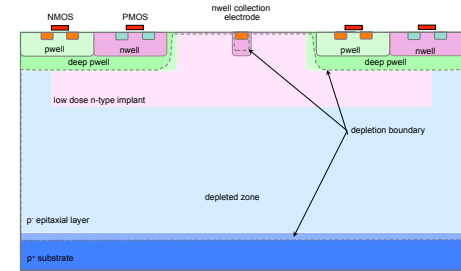 NMOS
PMOS
nwell collection
electrode
pwell
nwell
pwell
nwell
deep pwell
deep pwell
low dose n-type implant
depletion boundary
depleted zone
p- epitaxial layer
p+ substrate